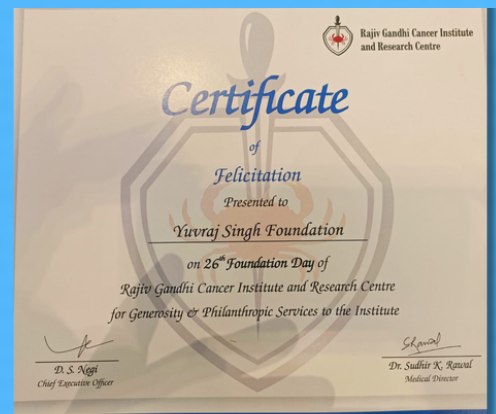 Rajiv Gandhi Cancer Institute
and Research Centre
Certificate
of
Felicitation
Presented to
Yuvraj Singh Foundation
on 26th Foundation Day of
Rajiv Gandhi Cancer Institute and Research Centre
for Generosity & Philanthropic Services to the Institute
D. S. Negi
Chief Executive Officer
Dr. Sudhir K. Rawal
Medical Director